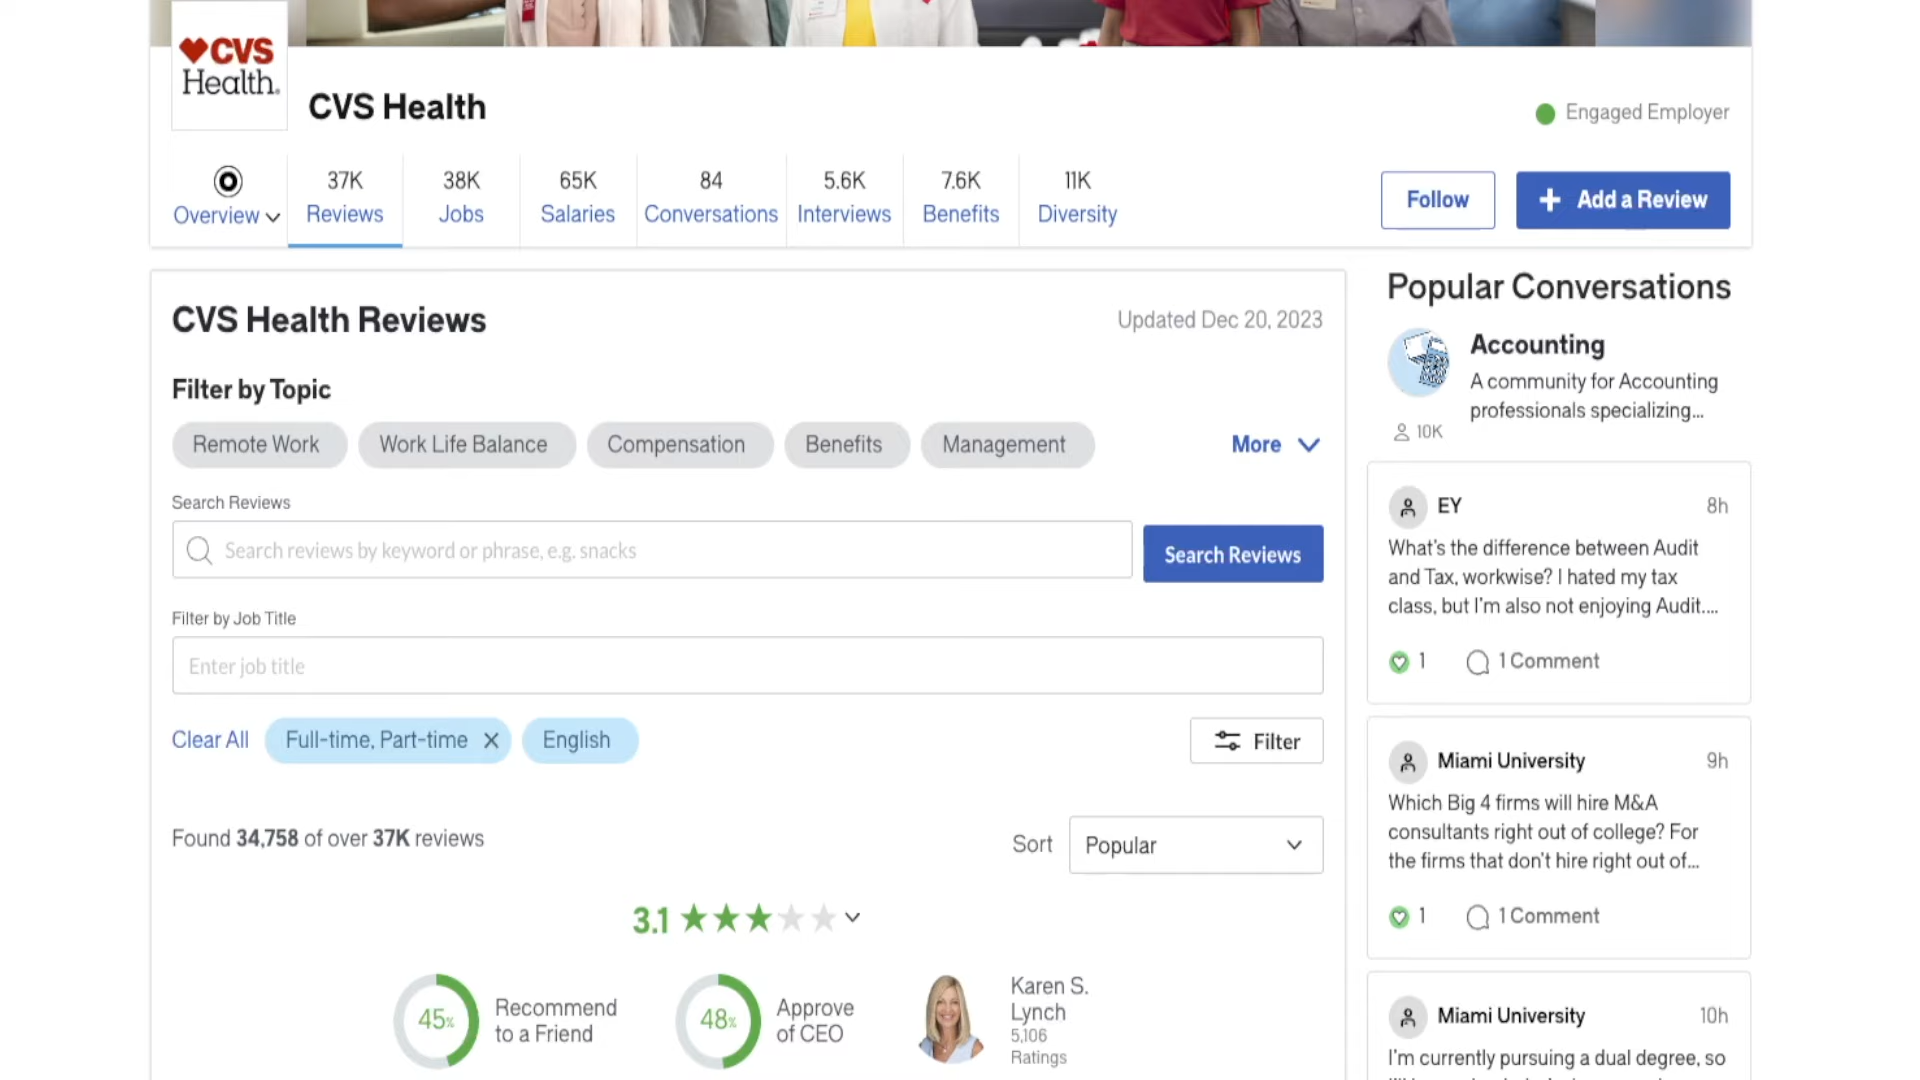 CVS
Health.
CVS Health
Engaged Employer
Overview
37K
Reviews
38K
Jobs
65K
Salaries
84
Conversations
5.6K
Interviews
7.6K
Benefits
11K
Diversity
Follow
+ Add a Review
CVS Health Reviews
Updated Dec 20, 2023
Filter by Topic
Remote Work
Work Life Balance
Compensation
Benefits
Management
More
Search Reviews
Search reviews by keyword or phrase, e.g. snacks
Search Reviews
Filter by Job Title
Enter job title
Clear All
Full-time, Part-time
English
Filter
Found 34,758 of over 37K reviews
Sort
Popular
3.1
45%
Recommend
to a Friend
48%
Approve
of CEO
Karen S.
Lynch
5,106
Ratings
Popular Conversations
Accounting
A community for Accounting
professionals specializing...
10K
EY
8h
What's the difference between Audit
and Tax, workwise? I hated my tax
class, but I'm also not enjoying Audit....
1
1 Comment
Miami University
9h
Which Big 4 firms will hire M&A
consultants right out of college? For
the firms that don't hire right out of...
1
1 Comment
Miami University
10h
I'm currently pursuing a dual degree, so